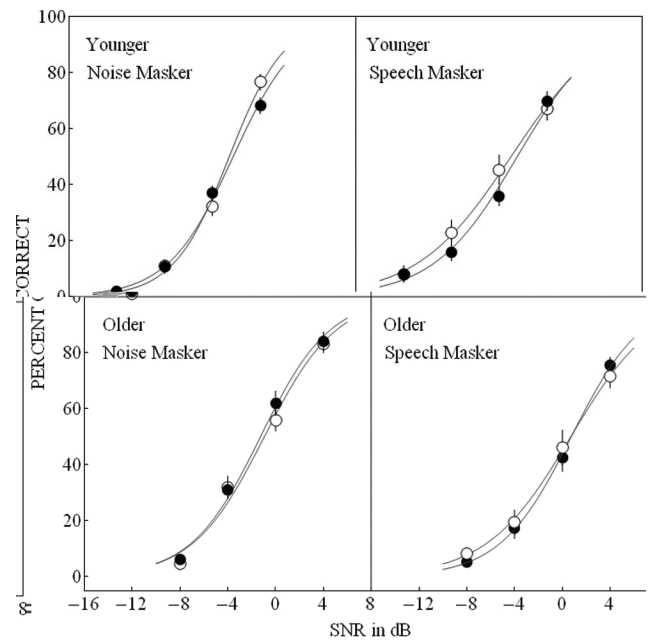 CORRECT
PERCENT (
100
80
60
40
20
0
Younger
Noise Masker
Younger
Speech Masker
80
60
40
20
0
Older
Noise Masker
Older
Speech Masker
−16 −12 −8 −4 0 4 8 −12 −8 −4 0 4 8
SNR in dB